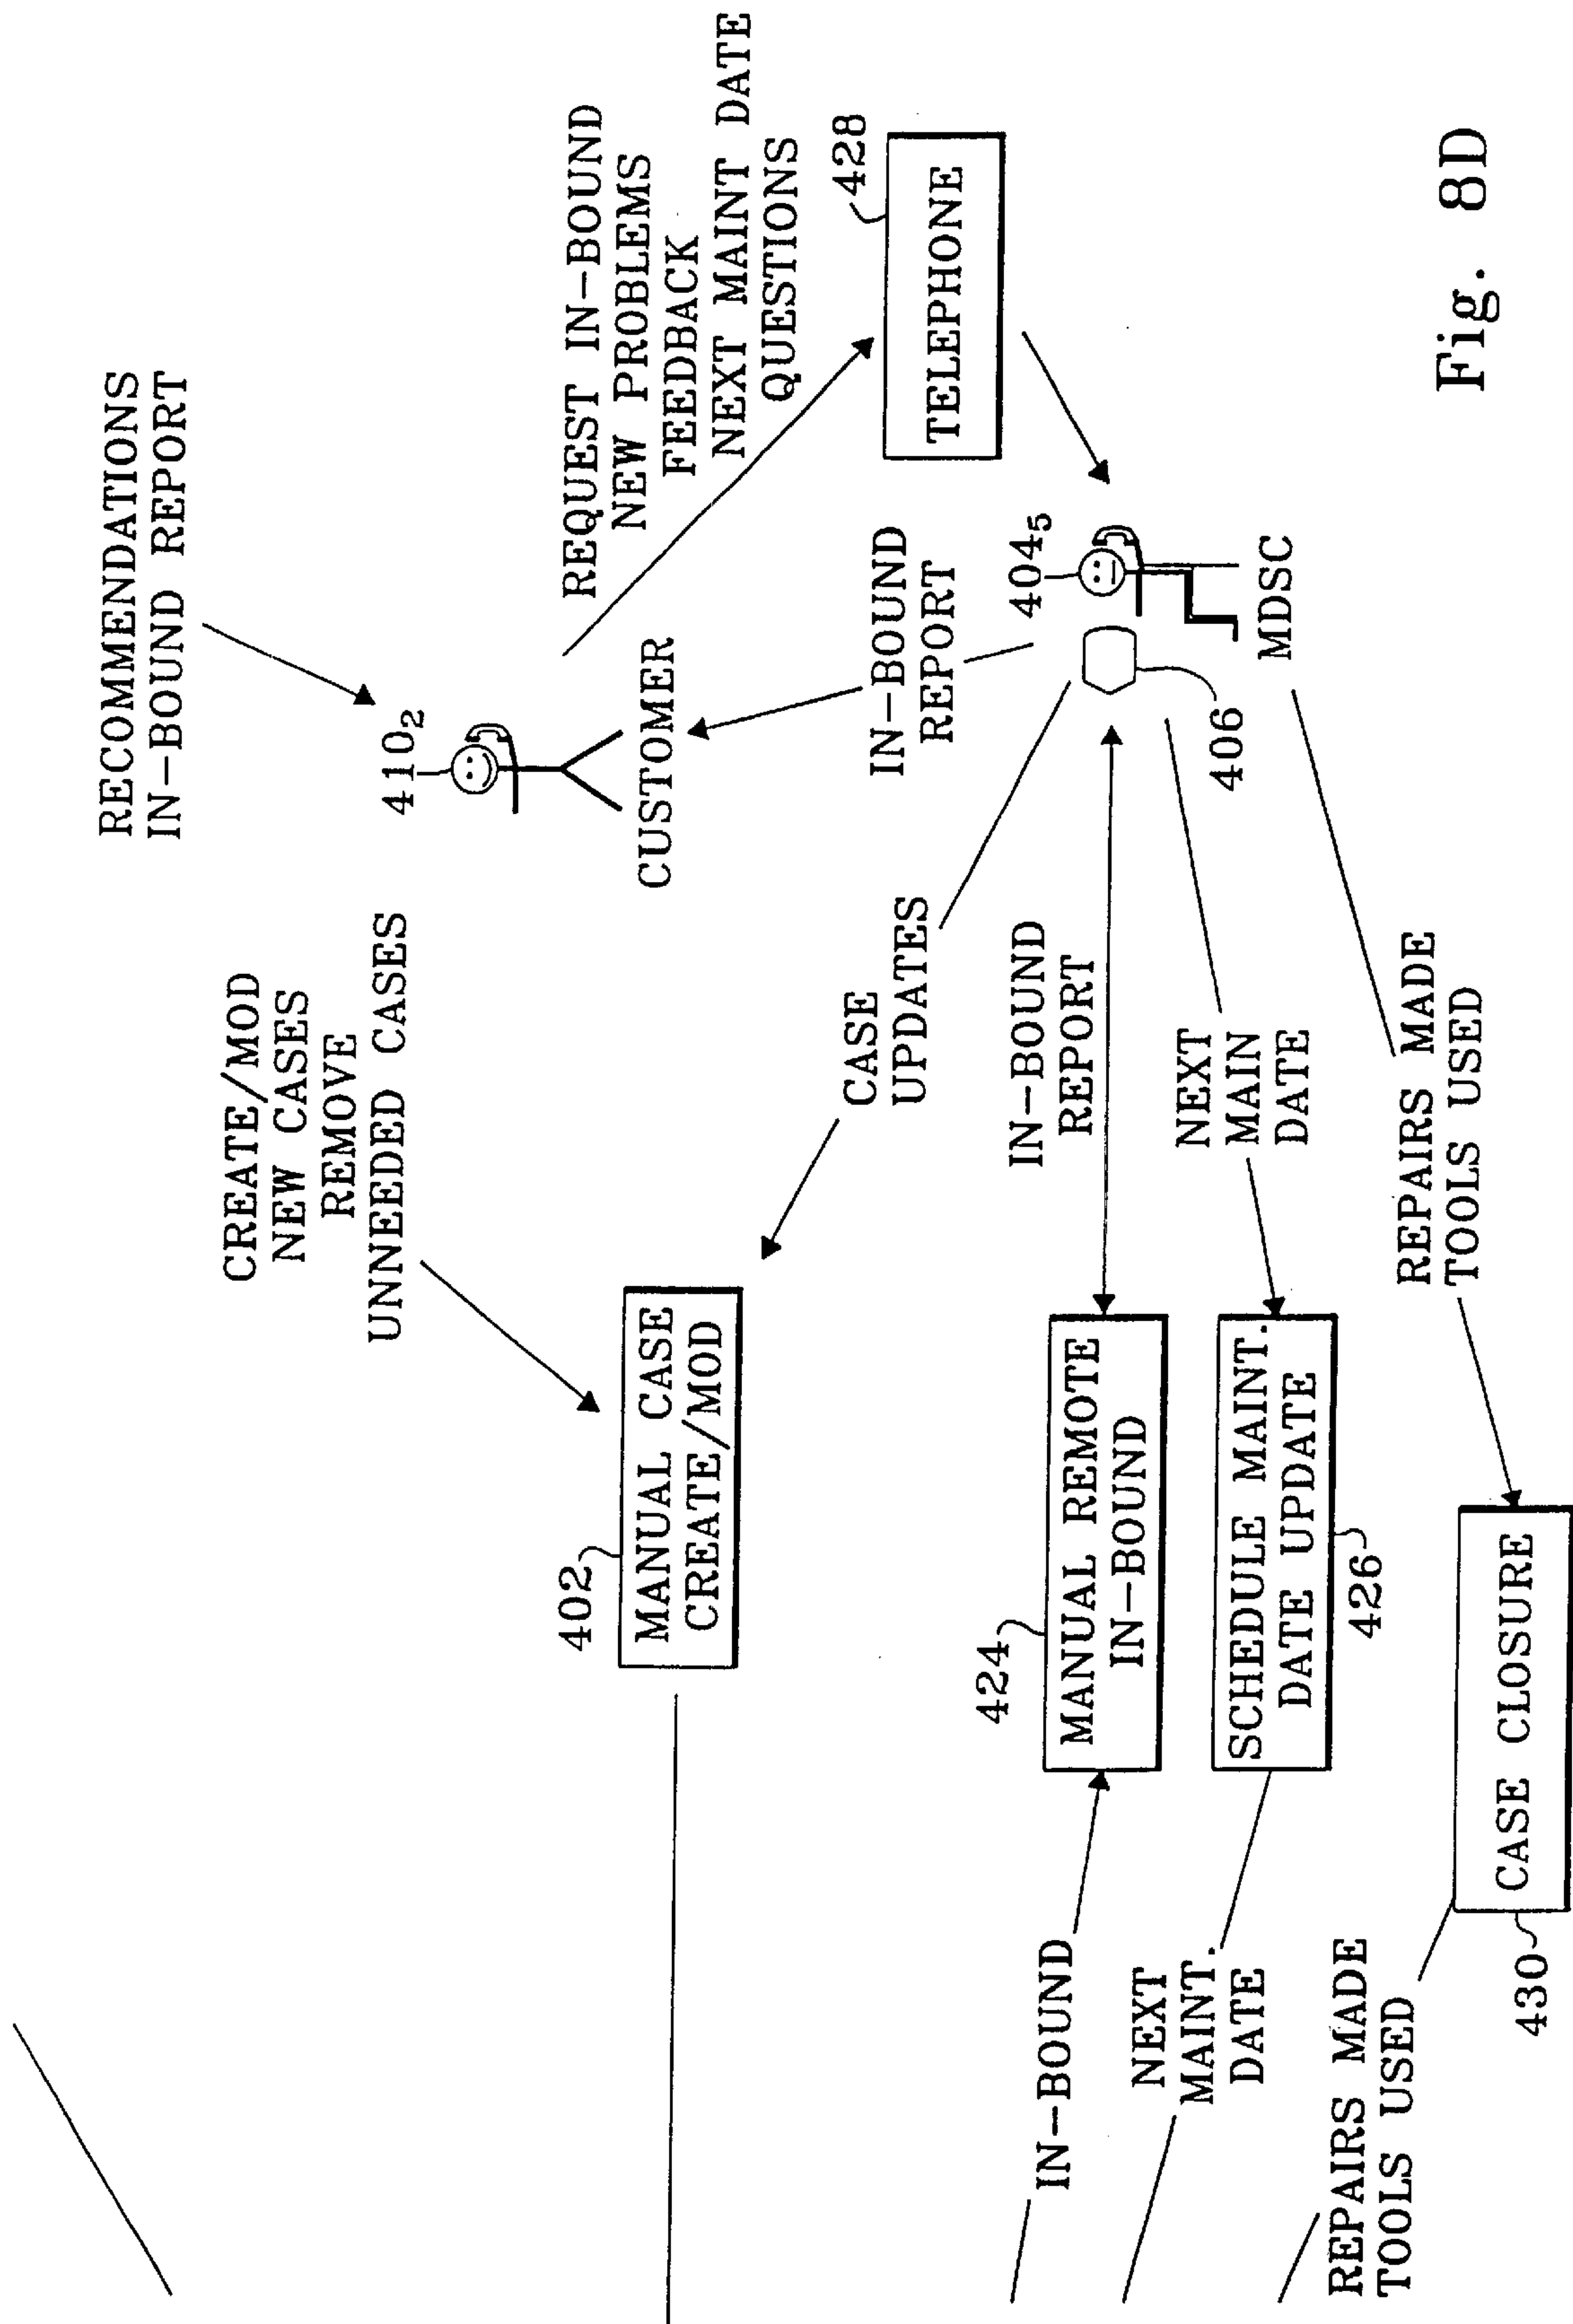 RECOMMENDATIONS
IN-BOUND REPORT
CREATE/MOD
NEW CASES
REMOVE
UNNEEDED CASES
410₂
CUSTOMER
REQUEST IN-BOUND
NEW PROBLEMS
FEEDBACK
NEXT MAINT DATE
QUESTIONS
402
MANUAL CASE
CREATE/MOD
CASE
UPDATES
IN-BOUND
REPORT
428
TELEPHONE
404₅
406
MDSC
424
MANUAL REMOTE
IN-BOUND
IN-BOUND
REPORT
IN-BOUND
NEXT
MAINT.
DATE
SCHEDULE MAINT.
DATE UPDATE
426
NEXT
MAIN
DATE
REPAIRS MADE
TOOLS USED
430
CASE CLOSURE
REPAIRS MADE
TOOLS USED
Fig. 8D